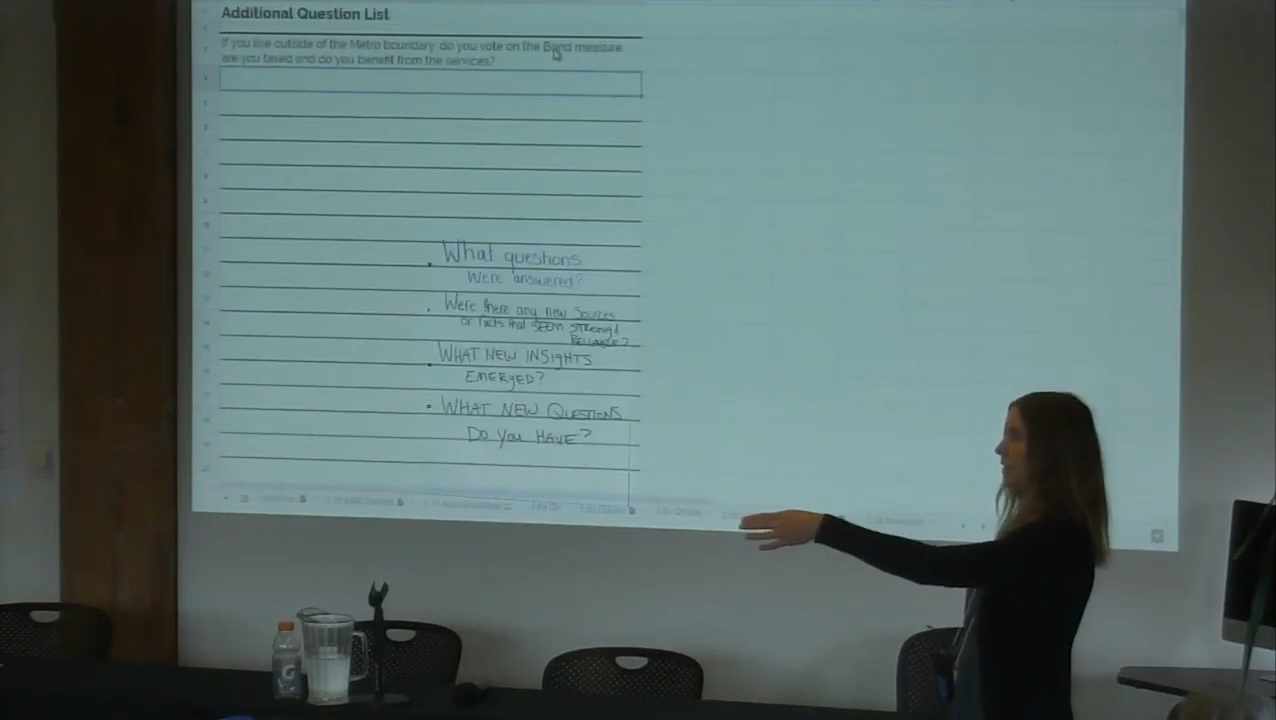 Additional Question List
If you live outside of the Metro boundary, do you vote on the Bond measure
are you taxed and do you benefit from the services?
What questions
Were answered?
Were there any new Sources
or facts that seem strong/
Reliable?
WHAT NEW INSIGHTS
EMERGED?
WHAT NEW QUESTIONS
Do You HAVE?
G